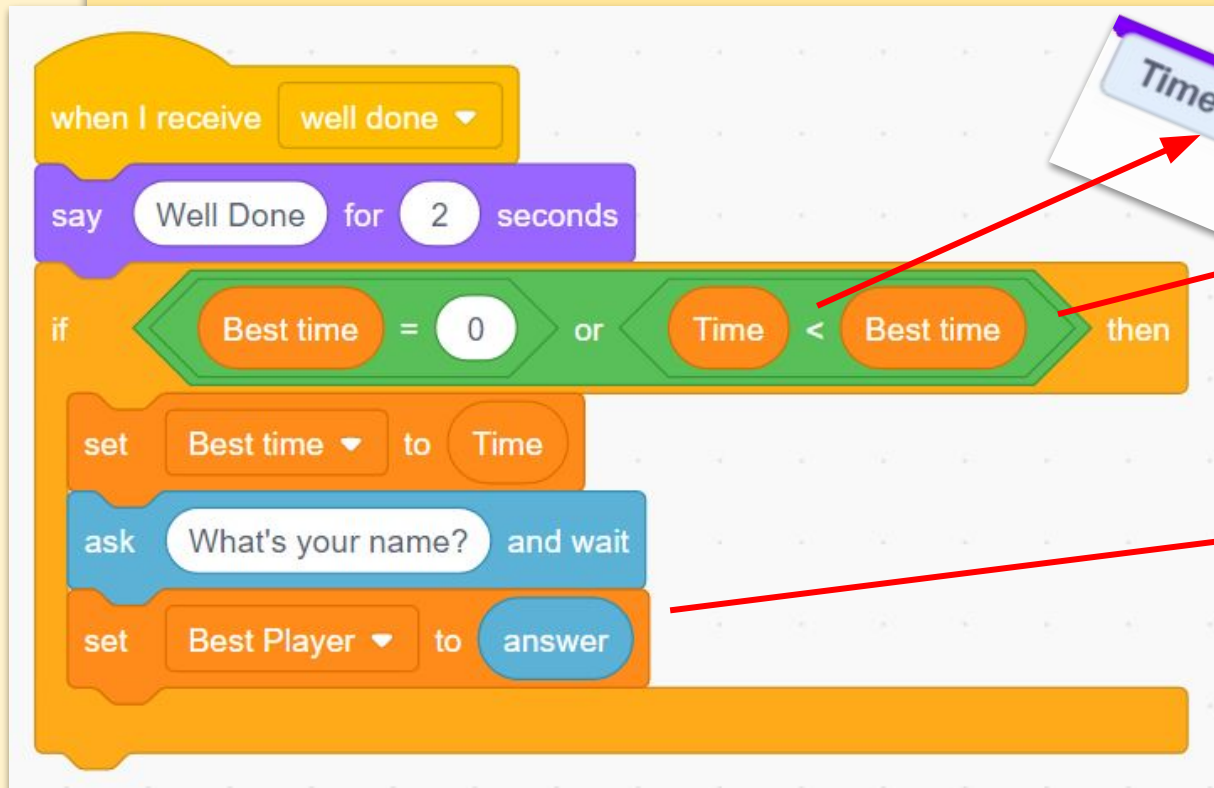 when I receive well done
Time
say Well Done for 2 seconds
if Best time = 0 or Time < Best time then
set Best time to Time
ask What's your name? and wait
set Best Player to answer